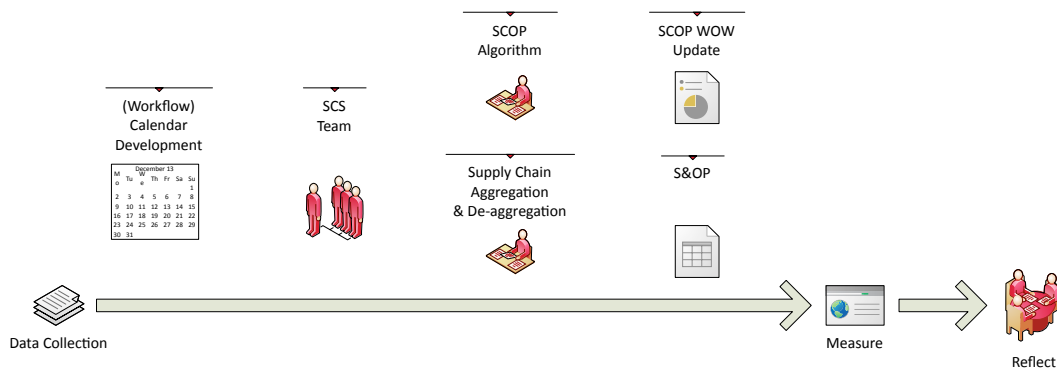 SCOP
Algorithm
SCOP WOW
Update
(Workflow)
Calendar
Development
SCS
Team
Supply Chain
Aggregation
& De-aggregation
S&OP
December 13
Mo Tu We Th Fr Sa Su
1
2 3 4 5 6 7 8
9 10 11 12 13 14 15
16 17 18 19 20 21 22
23 24 25 26 27 28 29
30 31
Data Collection
Measure
Reflect